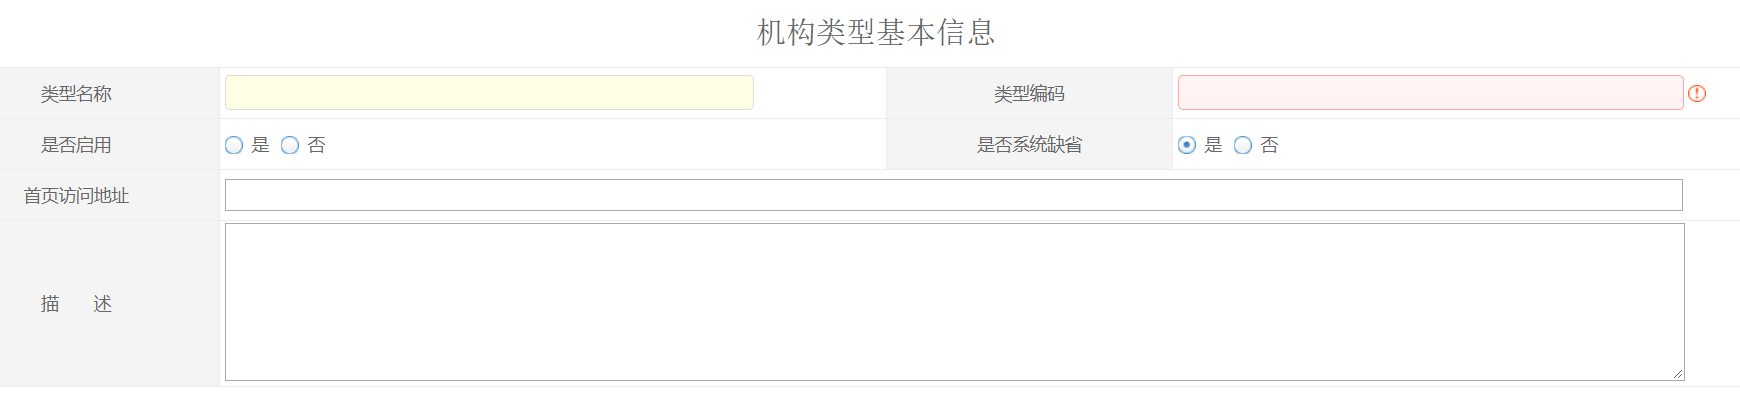 机构类型基本信息
类型名称 类型编码
是否启用 是 否 是否系统缺省 是 否
首页访问地址
描 述